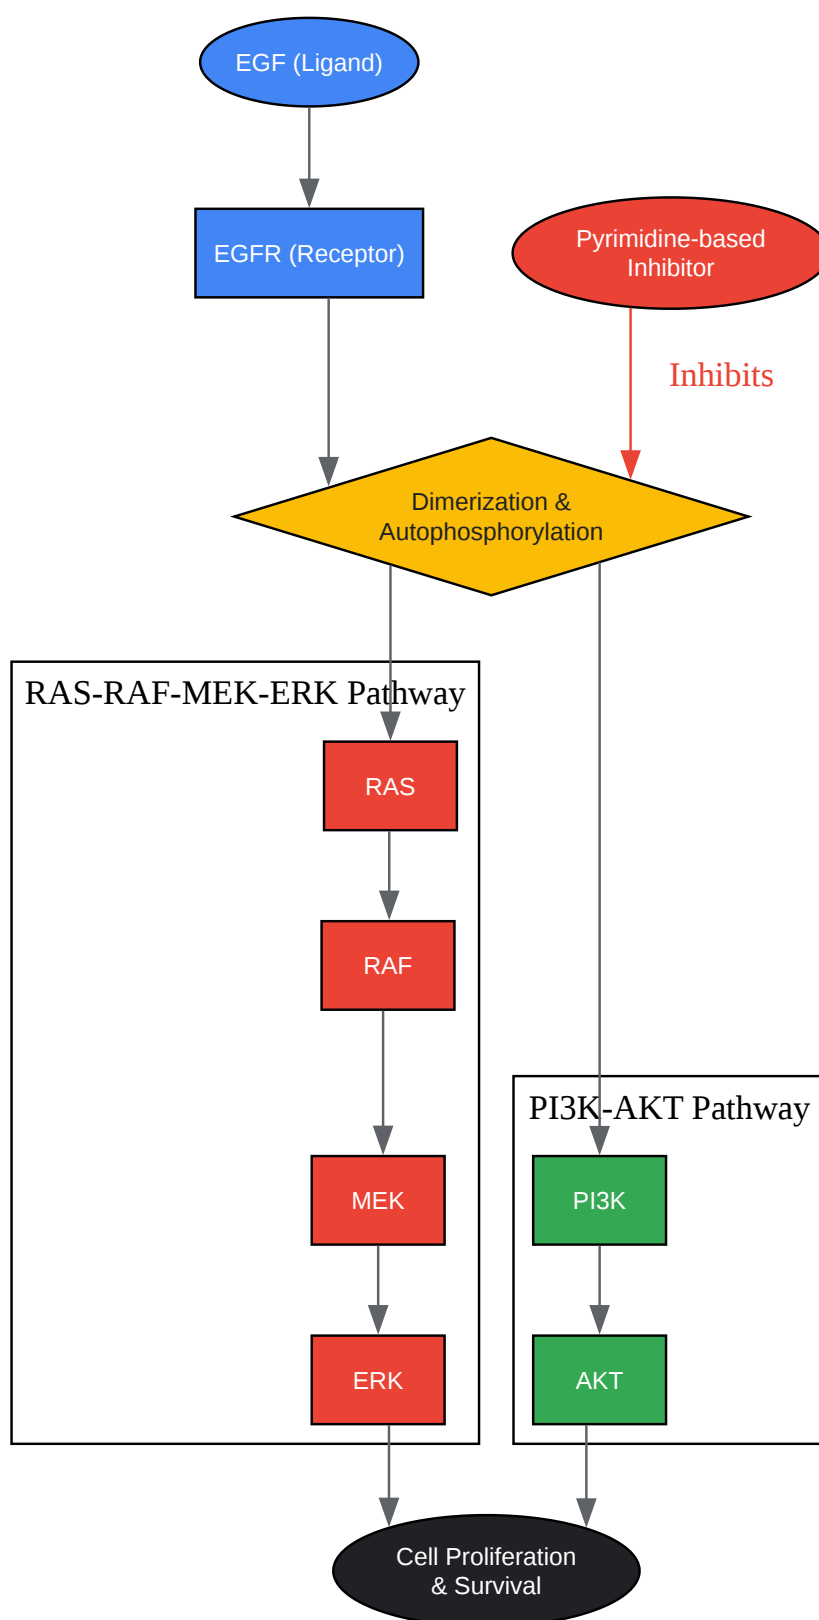 EGF (Ligand)
EGFR (Receptor)
Pyrimidine-based
Inhibitor
Inhibits
Dimerization &
Autophosphorylation
RAS-RAF-MEK-ERK Pathway
RAS
RAF
PI3K-AKT Pathway
MEK
PI3K
ERK
AKT
Cell Proliferation
& Survival